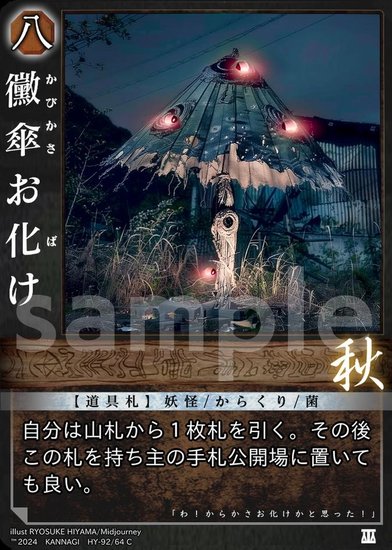 八
黴傘お化け
かびかさ
ば
sample
秋
【道具札】妖怪/からくり/菌
自分は山札から1枚札を引く。その後
この札を持ち主の手札公開場に置いて
も良い。
「わ！からかさお化けかと思った！」
illust RYOSUKE HIYAMA/Midjourney
™2024 KANNAGI HY-92/64 C